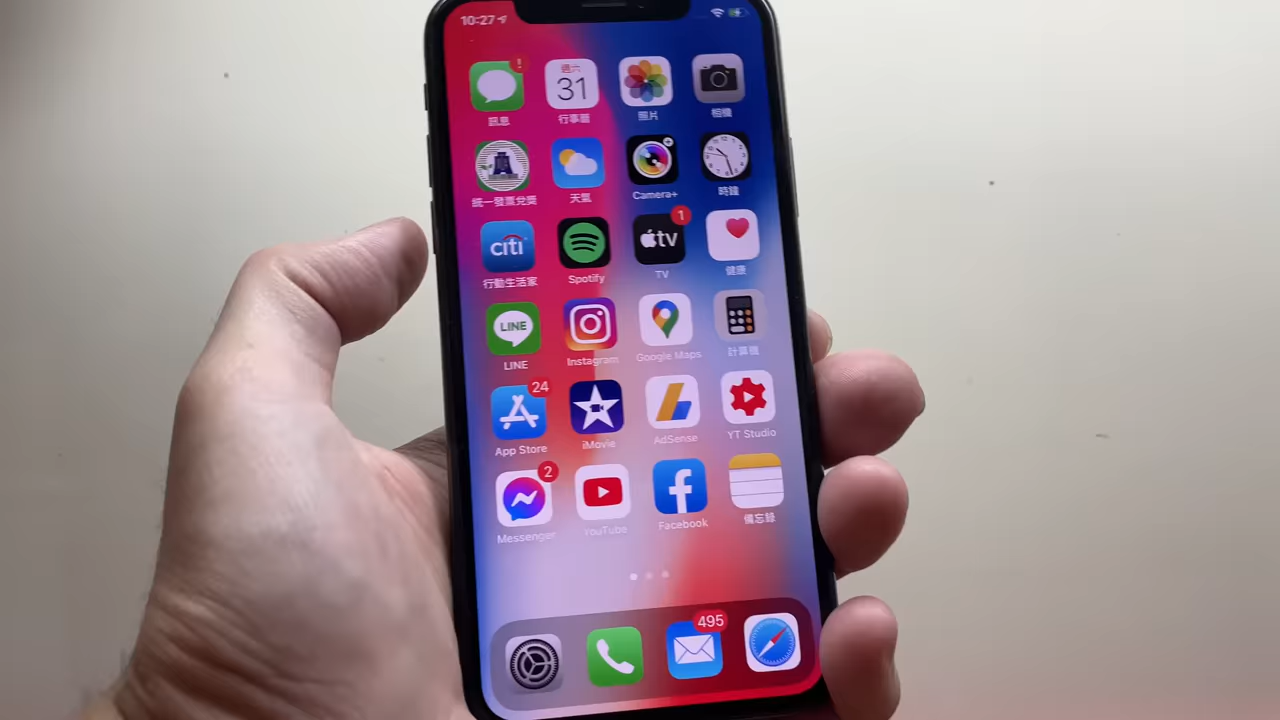 10:27
!
週六
31
訊息
行事曆
照片
相機
統一發票兌獎
天氣
Camera+
時鐘
citi
tv
1
行動生活家
Spotify
TV
健康
LINE
LINE
Instagram
Google Maps
計算機
24
App Store
iMovie
AdSense
YT Studio
2
Messenger
YouTube
Facebook
備忘錄
495